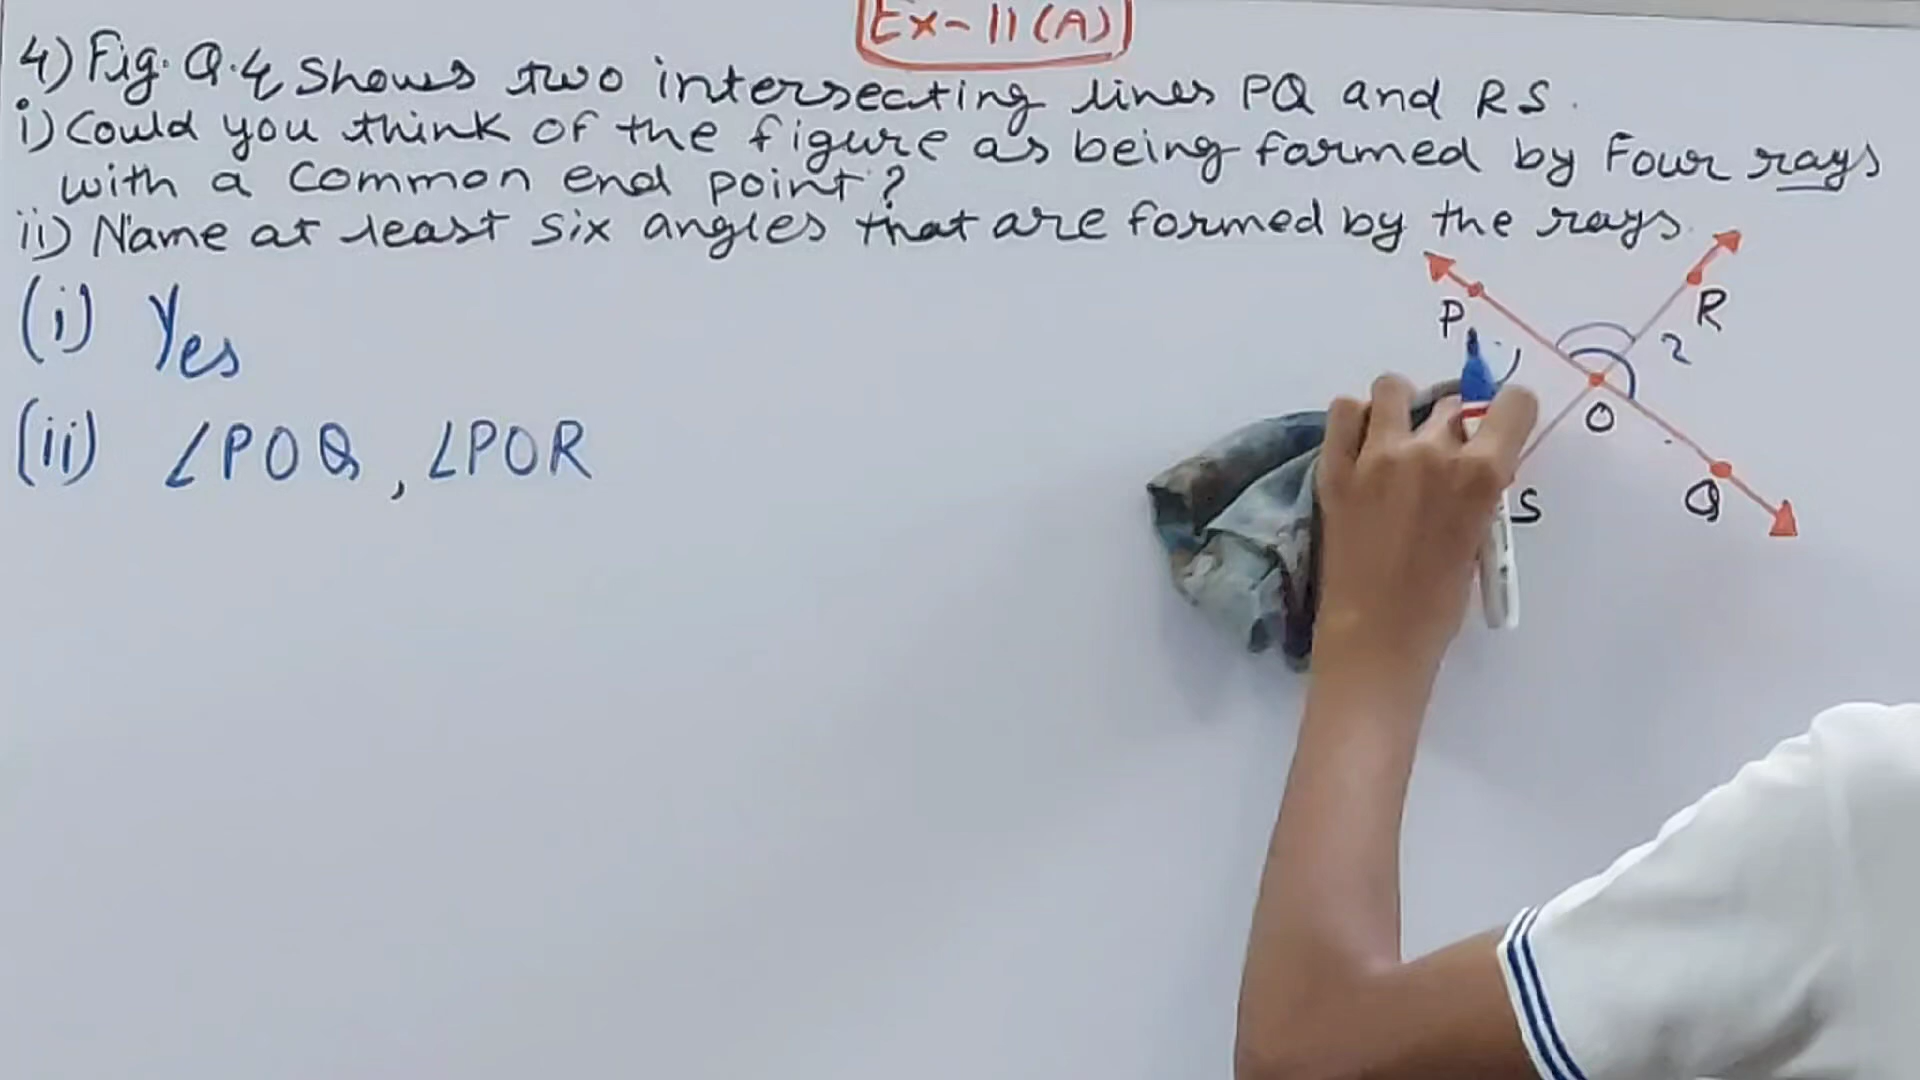 Ex-11(A)
4) Fig. Q.4 Shows two intersecting lines PQ and RS.
i) Could you think of the figure as being formed by Four rays
with a Common end point?
ii) Name at least six angles that are formed by the rays.
(i) Yes
(ii) ∠POQ, ∠POR
P
R
2
O
S
Q